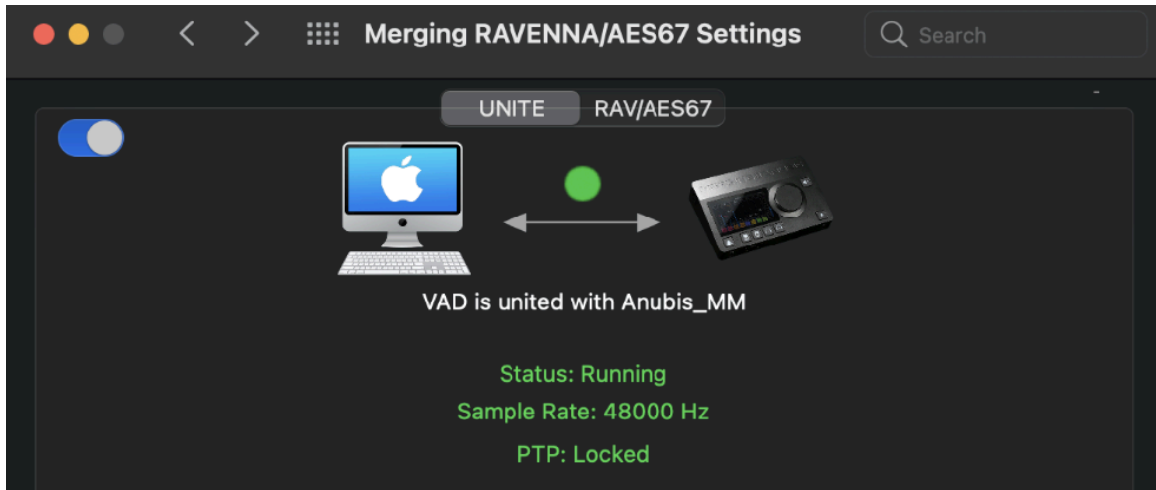 Merging RAVENNA/AES67 Settings
Search
UNITE
RAV/AES67
-
VAD is united with Anubis_MM
Status: Running
Sample Rate: 48000 Hz
PTP: Locked